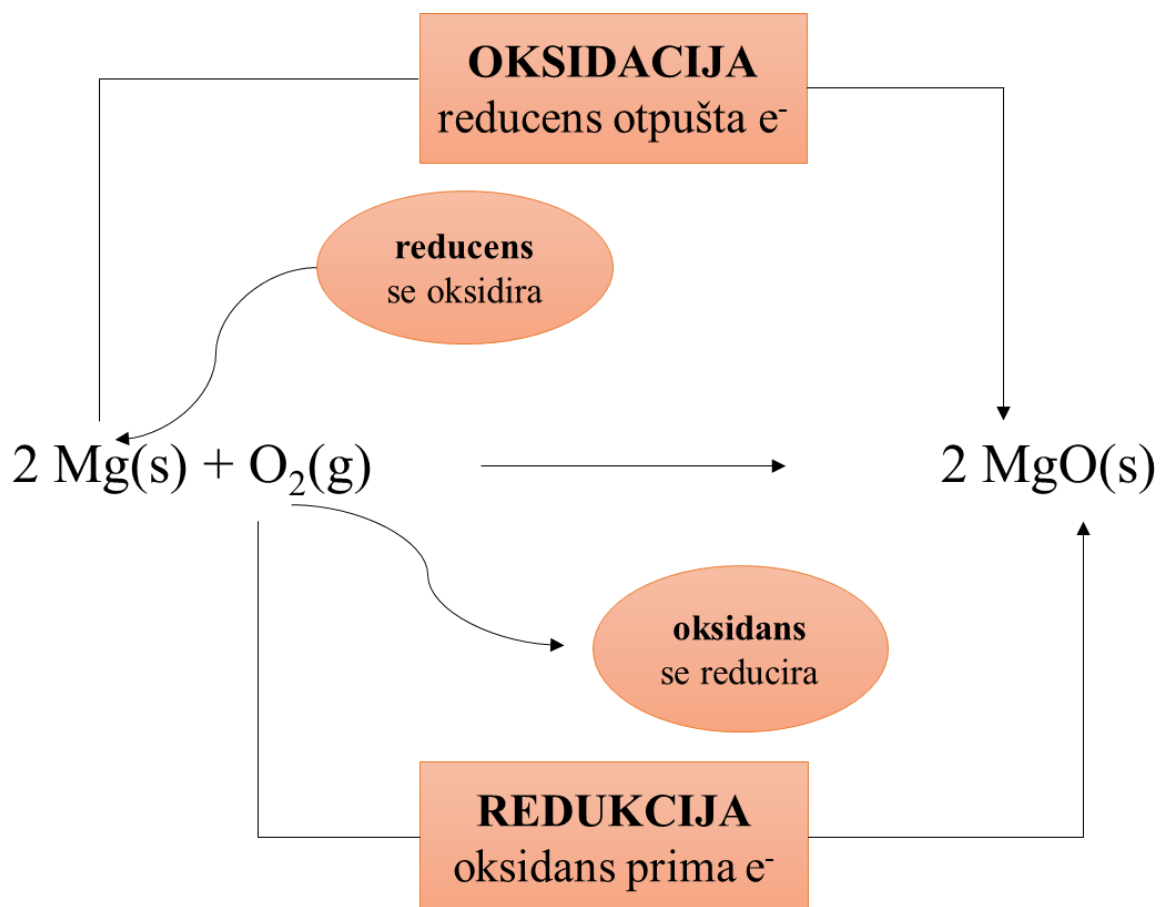 OKSIDACIJA
reducens otpušta e⁻
reducens
se oksidira
2 Mg(s) + O₂(g)
2 MgO(s)
oksidans
se reducira
REDUKCIJA
oksidans prima e⁻